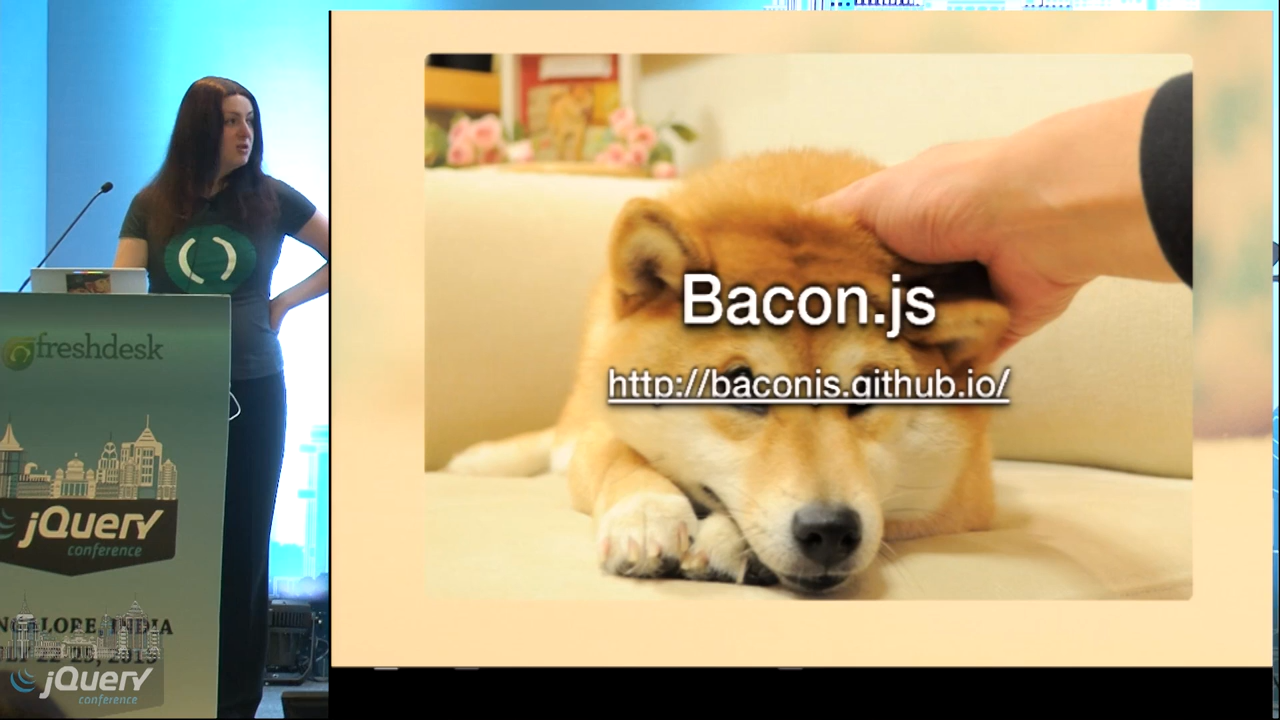 Bacon.js
http://baconjs.github.io/
freshdesk
jQuery
conference
jQuery
conference